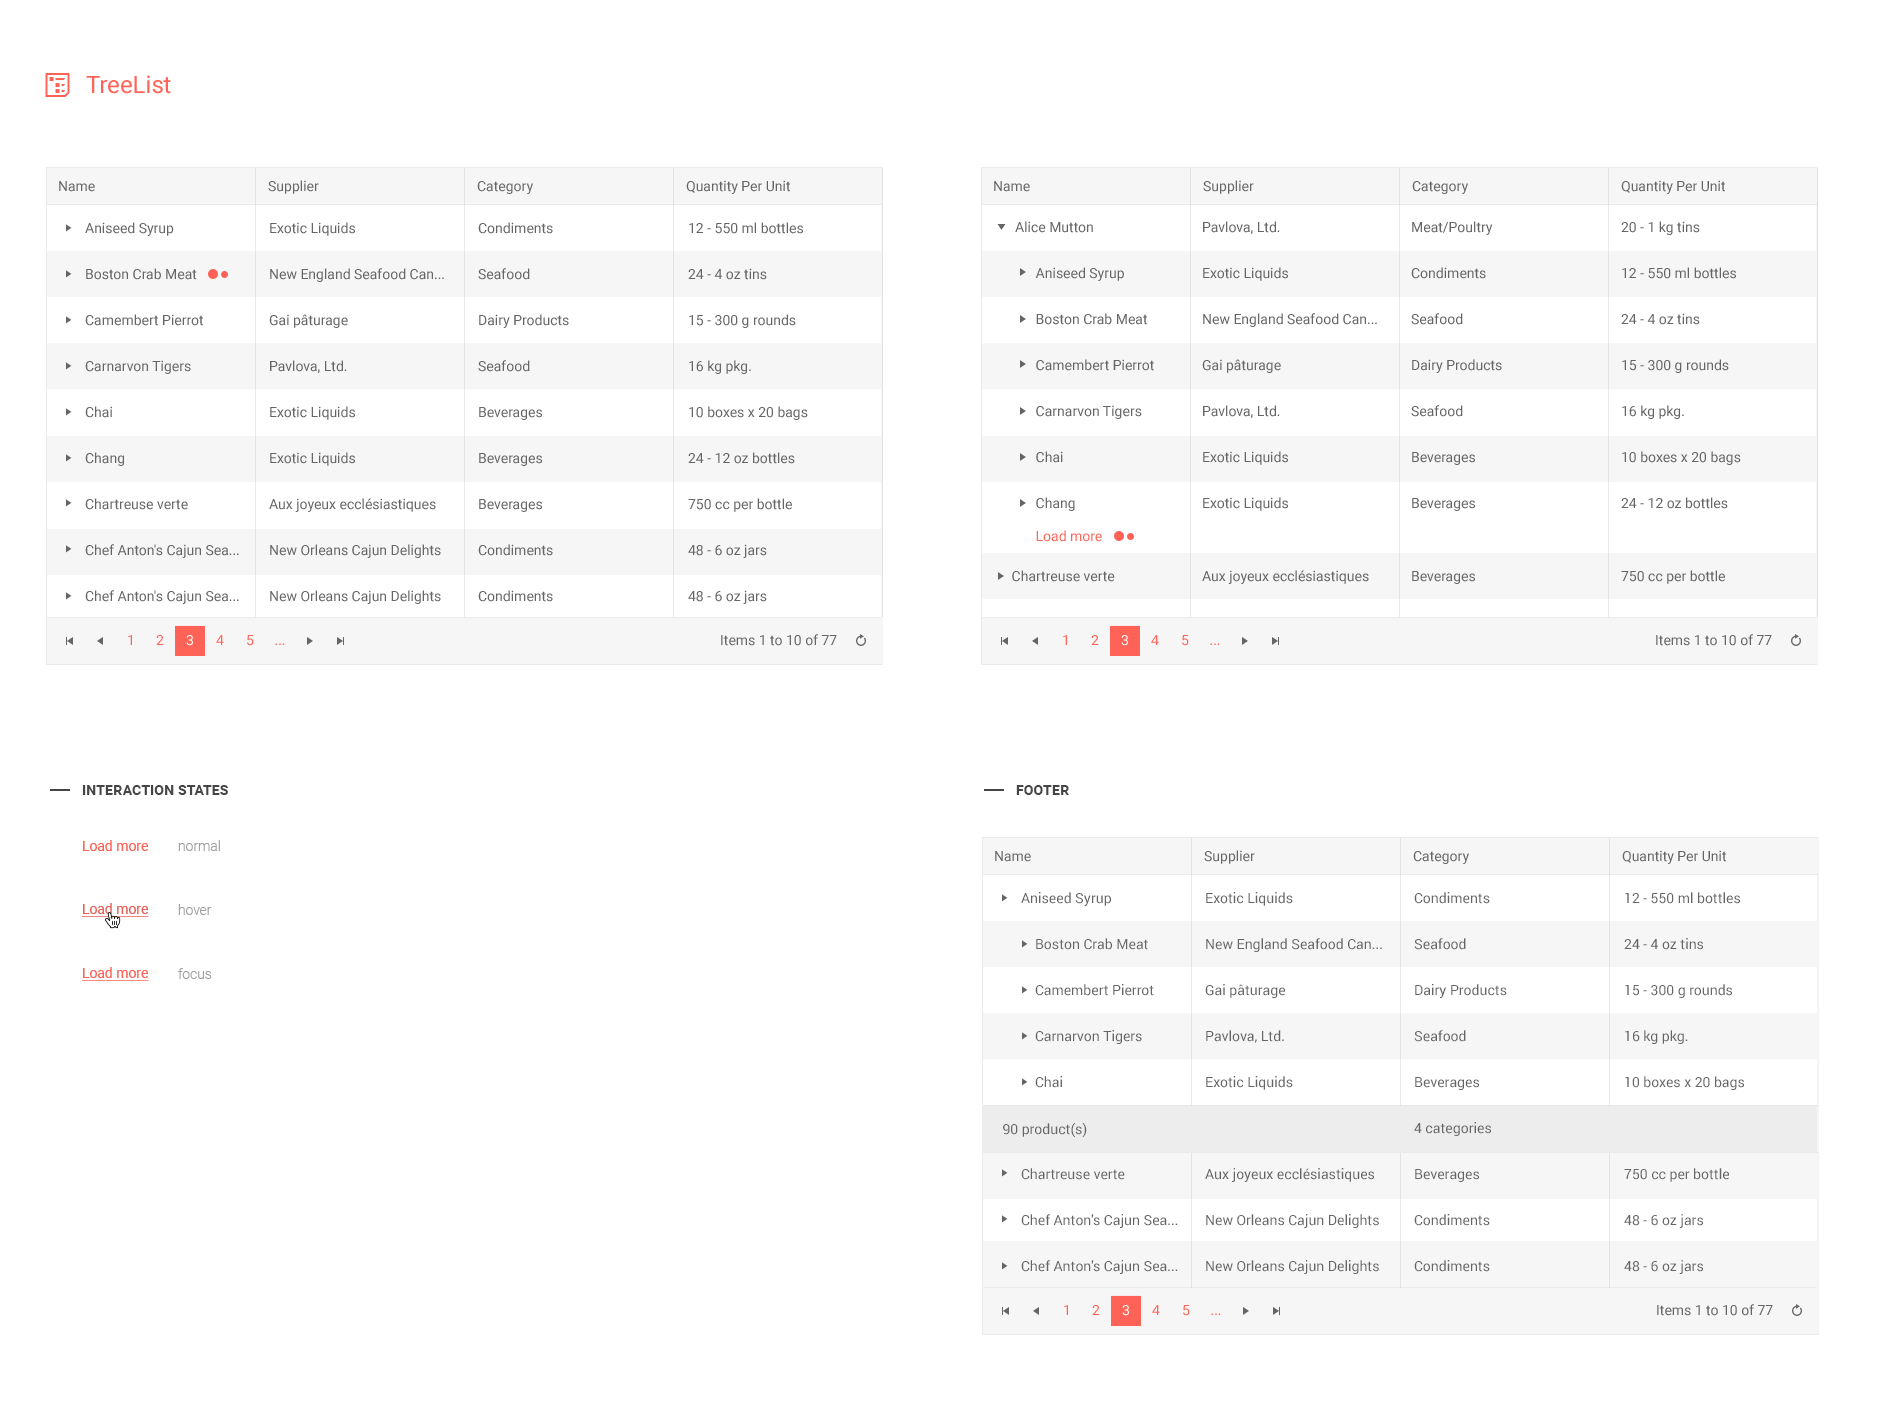 TreeList
Name Supplier Category Quantity Per Unit
Aniseed Syrup Exotic Liquids Condiments 12 - 550 ml bottles
Boston Crab Meat New England Seafood Can... Seafood 24 - 4 oz tins
Camembert Pierrot Gai pâturage Dairy Products 15 - 300 g rounds
Carnarvon Tigers Pavlova, Ltd. Seafood 16 kg pkg.
Chai Exotic Liquids Beverages 10 boxes x 20 bags
Chang Exotic Liquids Beverages 24 - 12 oz bottles
Chartreuse verte Aux joyeux ecclésiastiques Beverages 750 cc per bottle
Chef Anton's Cajun Sea... New Orleans Cajun Delights Condiments 48 - 6 oz jars
Chef Anton's Cajun Sea... New Orleans Cajun Delights Condiments 48 - 6 oz jars
1 2 3 4 5 ... Items 1 to 10 of 77
Name Supplier Category Quantity Per Unit
Alice Mutton Pavlova, Ltd. Meat/Poultry 20 - 1 kg tins
Aniseed Syrup Exotic Liquids Condiments 12 - 550 ml bottles
Boston Crab Meat New England Seafood Can... Seafood 24 - 4 oz tins
Camembert Pierrot Gai pâturage Dairy Products 15 - 300 g rounds
Carnarvon Tigers Pavlova, Ltd. Seafood 16 kg pkg.
Chai Exotic Liquids Beverages 10 boxes x 20 bags
Chang Exotic Liquids Beverages 24 - 12 oz bottles
Load more
Chartreuse verte Aux joyeux ecclésiastiques Beverages 750 cc per bottle
1 2 3 4 5 ... Items 1 to 10 of 77
INTERACTION STATES
Load more normal
Load more hover
Load more focus
FOOTER
Name Supplier Category Quantity Per Unit
Aniseed Syrup Exotic Liquids Condiments 12 - 550 ml bottles
Boston Crab Meat New England Seafood Can... Seafood 24 - 4 oz tins
Camembert Pierrot Gai pâturage Dairy Products 15 - 300 g rounds
Carnarvon Tigers Pavlova, Ltd. Seafood 16 kg pkg.
Chai Exotic Liquids Beverages 10 boxes x 20 bags
90 product(s) 4 categories
Chartreuse verte Aux joyeux ecclésiastiques Beverages 750 cc per bottle
Chef Anton's Cajun Sea... New Orleans Cajun Delights Condiments 48 - 6 oz jars
Chef Anton's Cajun Sea... New Orleans Cajun Delights Condiments 48 - 6 oz jars
1 2 3 4 5 ... Items 1 to 10 of 77